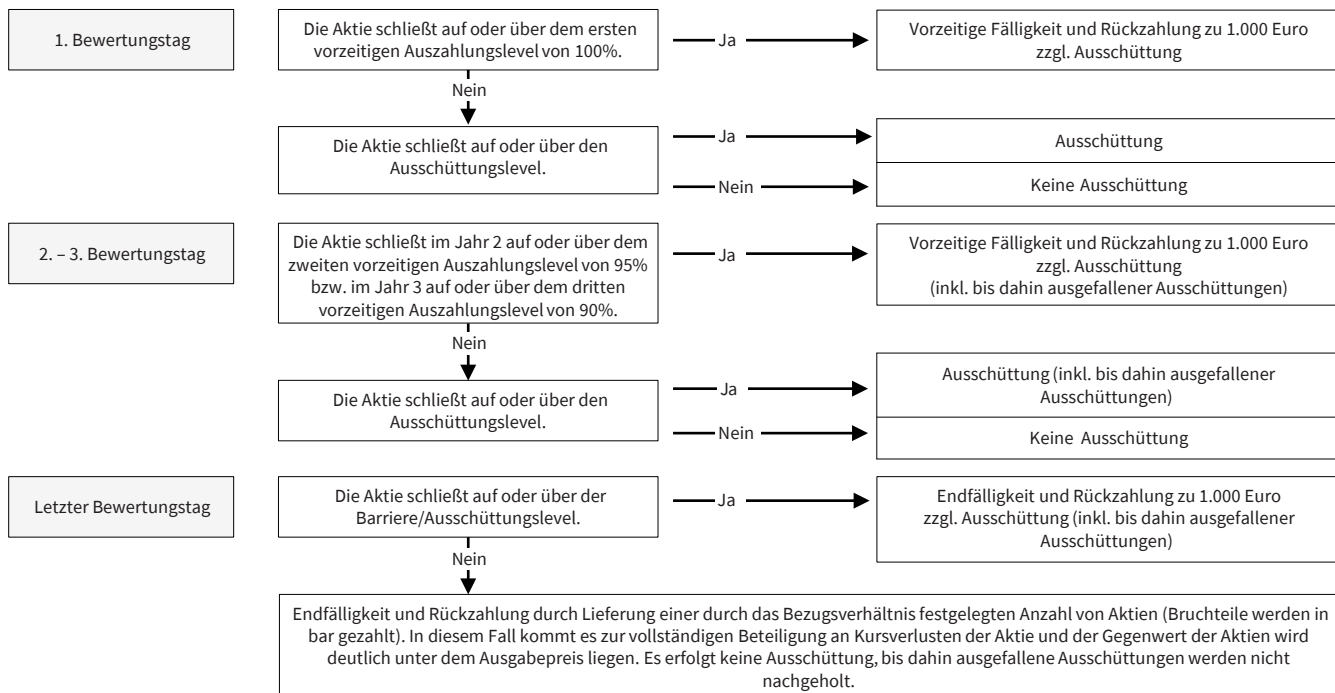 1. Bewertungstag
Die Aktie schließt auf oder über dem ersten
vorzeitigen Auszahlungslevel von 100%.
Ja
Vorzeitige Fälligkeit und Rückzahlung zu 1.000 Euro
zzgl. Ausschüttung
Nein
Die Aktie schließt auf oder über den
Ausschüttungslevel.
Ja
Ausschüttung
Nein
Keine Ausschüttung
2. – 3. Bewertungstag
Die Aktie schließt im Jahr 2 auf oder über dem
zweiten vorzeitigen Auszahlungslevel von 95%
bzw. im Jahr 3 auf oder über dem dritten
vorzeitigen Auszahlungslevel von 90%.
Ja
Vorzeitige Fälligkeit und Rückzahlung zu 1.000 Euro
zzgl. Ausschüttung
(inkl. bis dahin ausgefallener Ausschüttungen)
Nein
Die Aktie schließt auf oder über den
Ausschüttungslevel.
Ja
Ausschüttung (inkl. bis dahin ausgefallener
Ausschüttungen)
Nein
Keine Ausschüttung
Letzter Bewertungstag
Die Aktie schließt auf oder über der
Barriere/Ausschüttungslevel.
Ja
Endfälligkeit und Rückzahlung zu 1.000 Euro
zzgl. Ausschüttung (inkl. bis dahin ausgefallener
Ausschüttungen)
Nein
Endfälligkeit und Rückzahlung durch Lieferung einer durch das Bezugsverhältnis festgelegten Anzahl von Aktien (Bruchteile werden in
bar gezahlt). In diesem Fall kommt es zur vollständigen Beteiligung an Kursverlusten der Aktie und der Gegenwert der Aktien wird
deutlich unter dem Ausgabepreis liegen. Es erfolgt keine Ausschüttung, bis dahin ausgefallene Ausschüttungen werden nicht
nachgeholt.